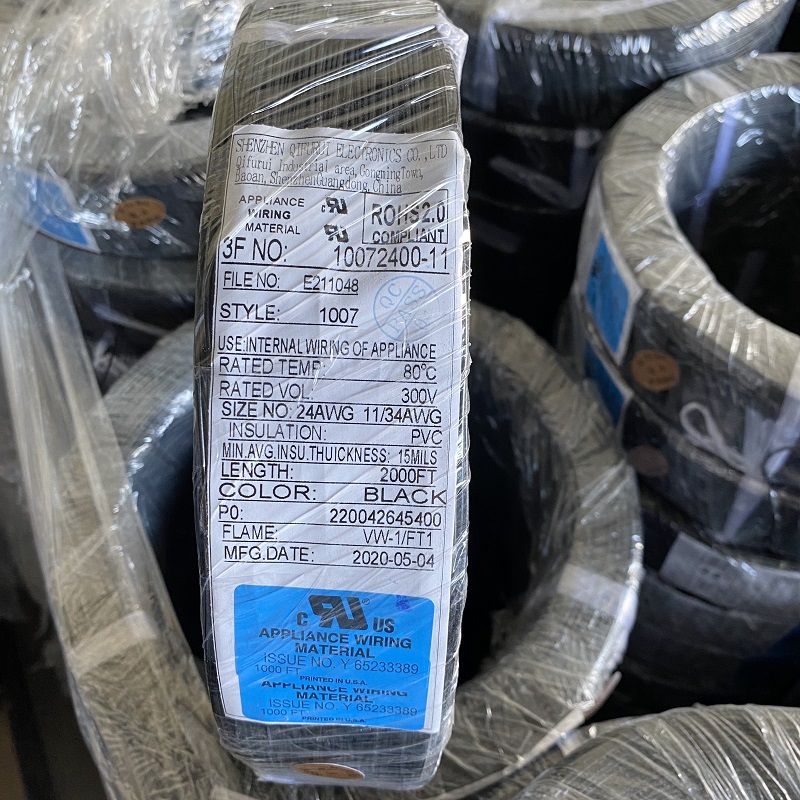 SHENZHEN QIFURUI ELECTRONICS CO.,LTD
Qifurui Industrial area, GongningTown,
Baoan, ShenzhenGuangdong, China
APPLIANCE
WIRING
MATERIAL
ROHS2.0
COMPLIANT
3F NO: 10072400-11
FILE NO: E211048
STYLE: 1007
QC
USE:INTERNAL WIRING OF APPLIANCE
RATED TEMP: 80°C
RATED VOL: 300V
SIZE NO: 24AWG 11/34AWG
INSULATION: PVC
MIN.AVG.INSU.THUICKNESS: 15MILS
LENGTH: 2000FT
COLOR: BLACK
PO: 220042645400
FLAME: VW-1/FT1
MFG.DATE: 2020-05-04
C RU US
APPLIANCE WIRING
MATERIAL
ISSUE NO. Y 65233389
1000 FT
PRINTED IN U.S.A.
APPLIANCE WIRING
MATERIAL
ISSUE NO. Y 65233389
1000 FT
PRINTED IN U.S.A.